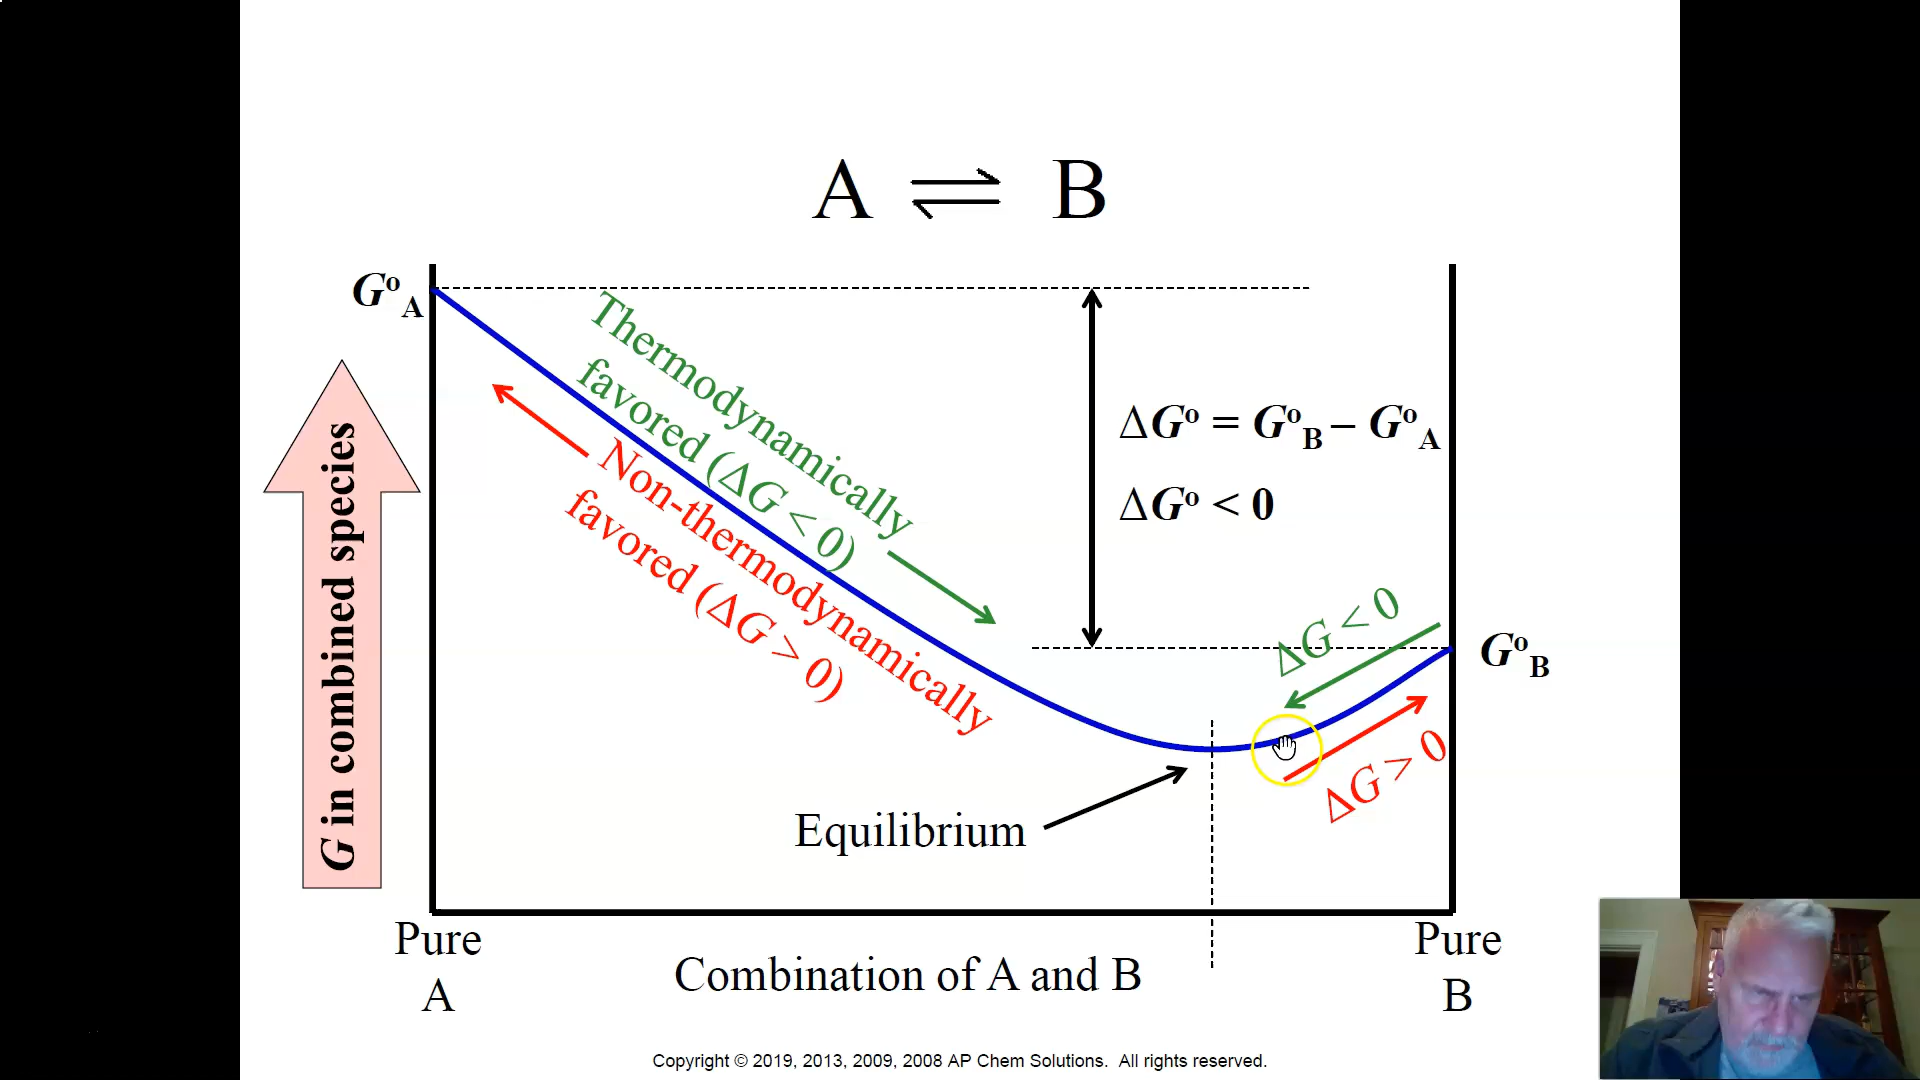 A ⇌ B
G°A
Thermodynamically
favored (ΔG < 0)
Non-thermodynamically
favored (ΔG > 0)
ΔG° = G°B – G°A
ΔG° < 0
ΔG < 0
G°B
ΔG > 0
G in combined species
Equilibrium
Pure
A
Combination of A and B
Pure
B
Copyright © 2019, 2013, 2009, 2008 AP Chem Solutions. All rights reserved.